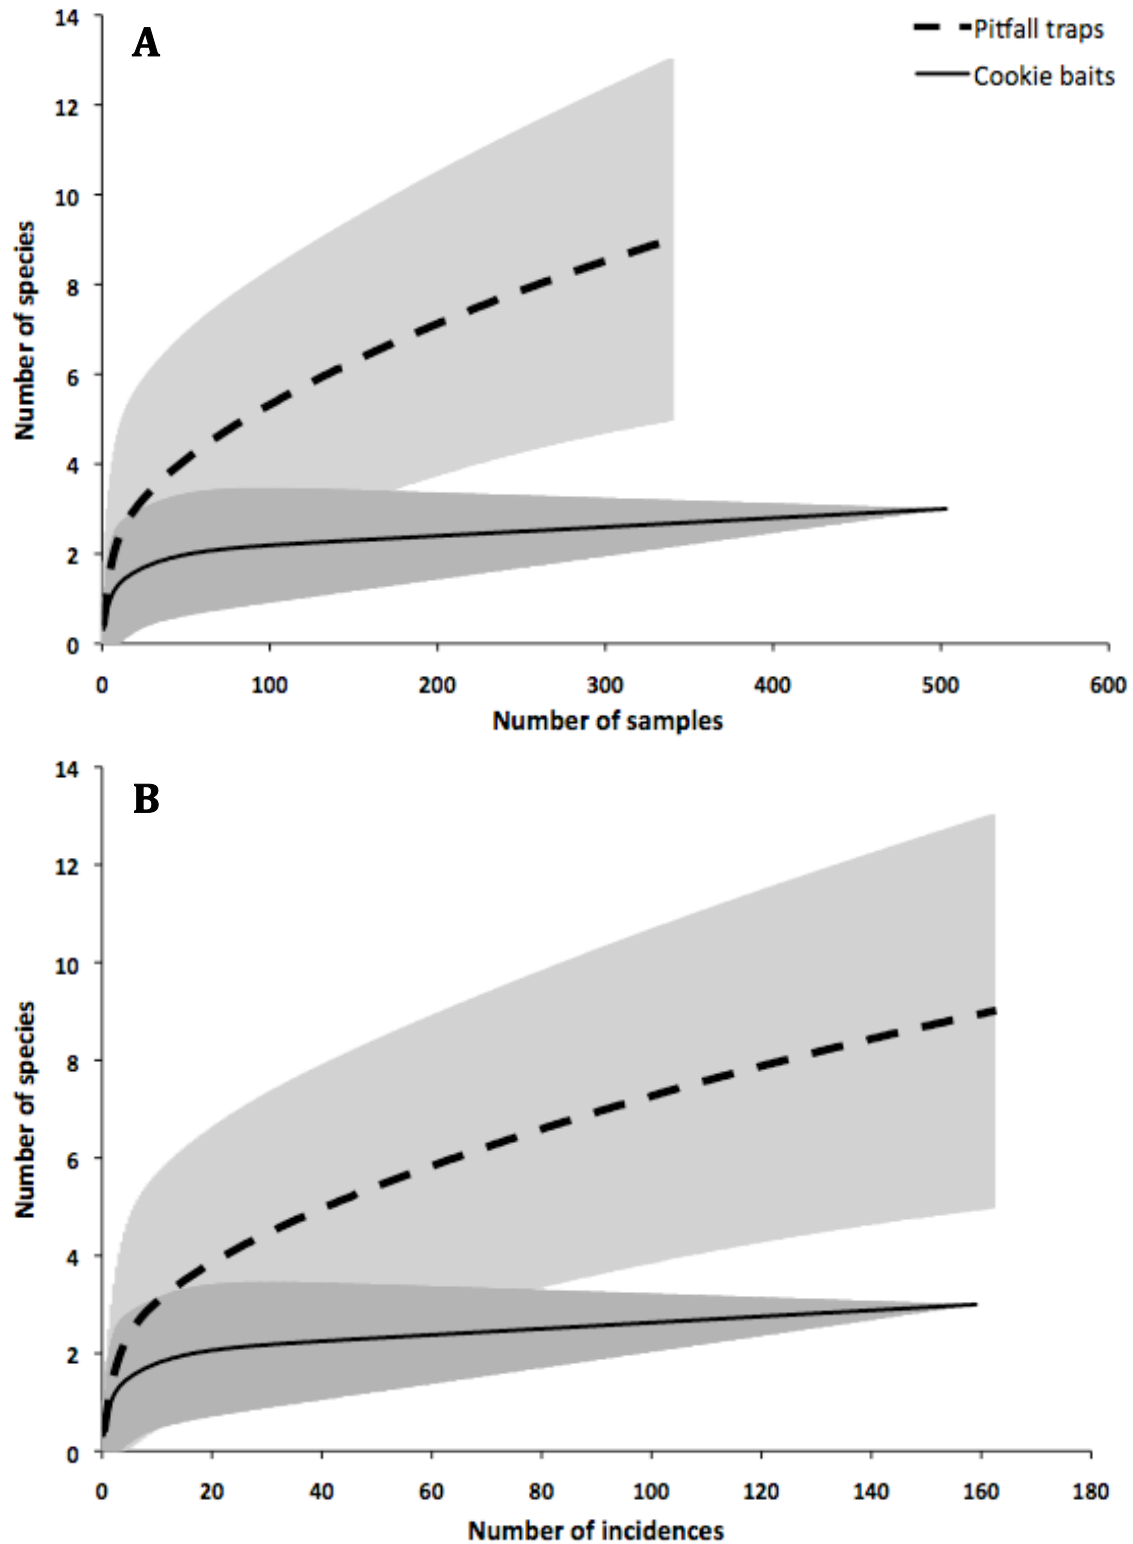 A
Pitfall traps
Cookie baits
14
12
10
8
6
4
2
0
Number of species
0 100 200 300 400 500 600
Number of samples
B
14
12
10
8
6
4
2
0
Number of species
0 20 40 60 80 100 120 140 160 180
Number of incidences